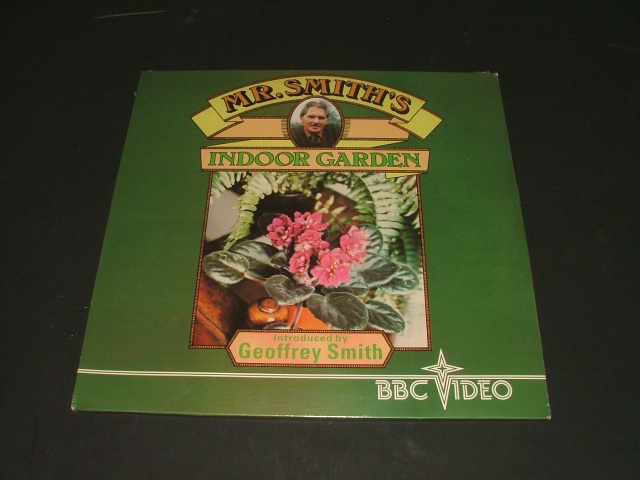 MR. SMITH'S
INDOOR GARDEN
Introduced by
Geoffrey Smith
BBC VIDEO